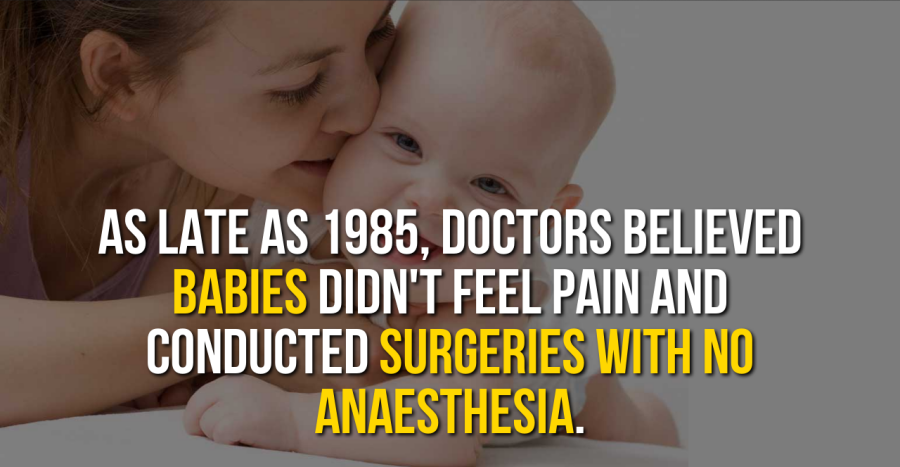 AS LATE AS 1985, DOCTORS BELIEVED
BABIES DIDN'T FEEL PAIN AND
CONDUCTED SURGERIES WITH NO
ANAESTHESIA.